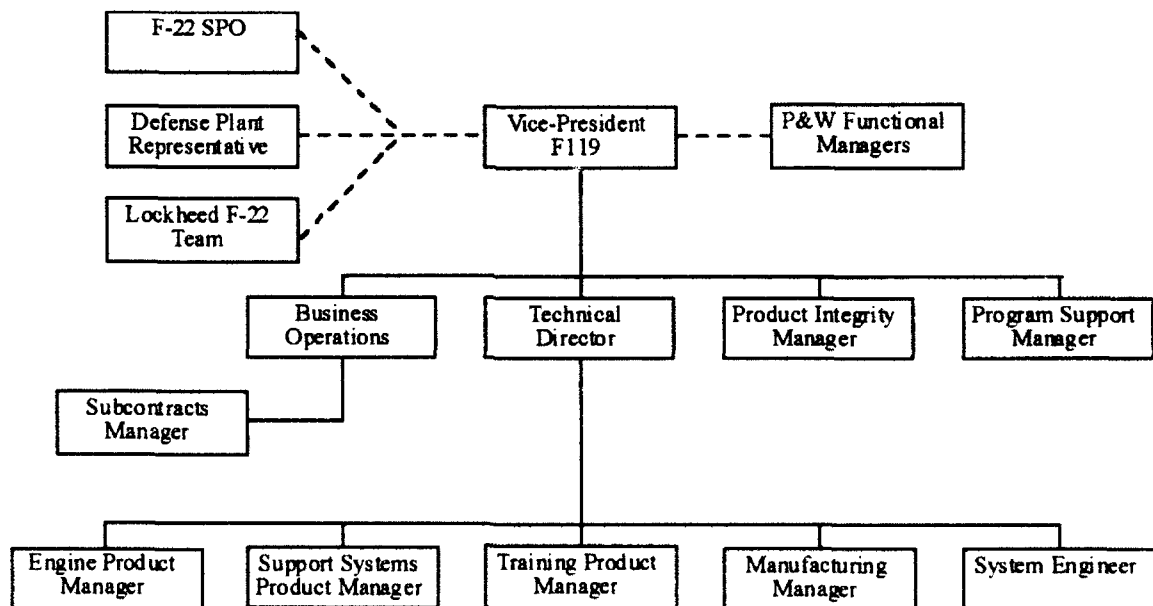 F-22 SPO
Defense Plant
Representative
Lockheed F-22
Team
Vice-President
F119
P&W Functional
Managers
Business
Operations
Technical
Director
Product Integrity
Manager
Program Support
Manager
Subcontracts
Manager
Engine Product
Manager
Support Systems
Product Manager
Training Product
Manager
Manufacturing
Manager
System Engineer